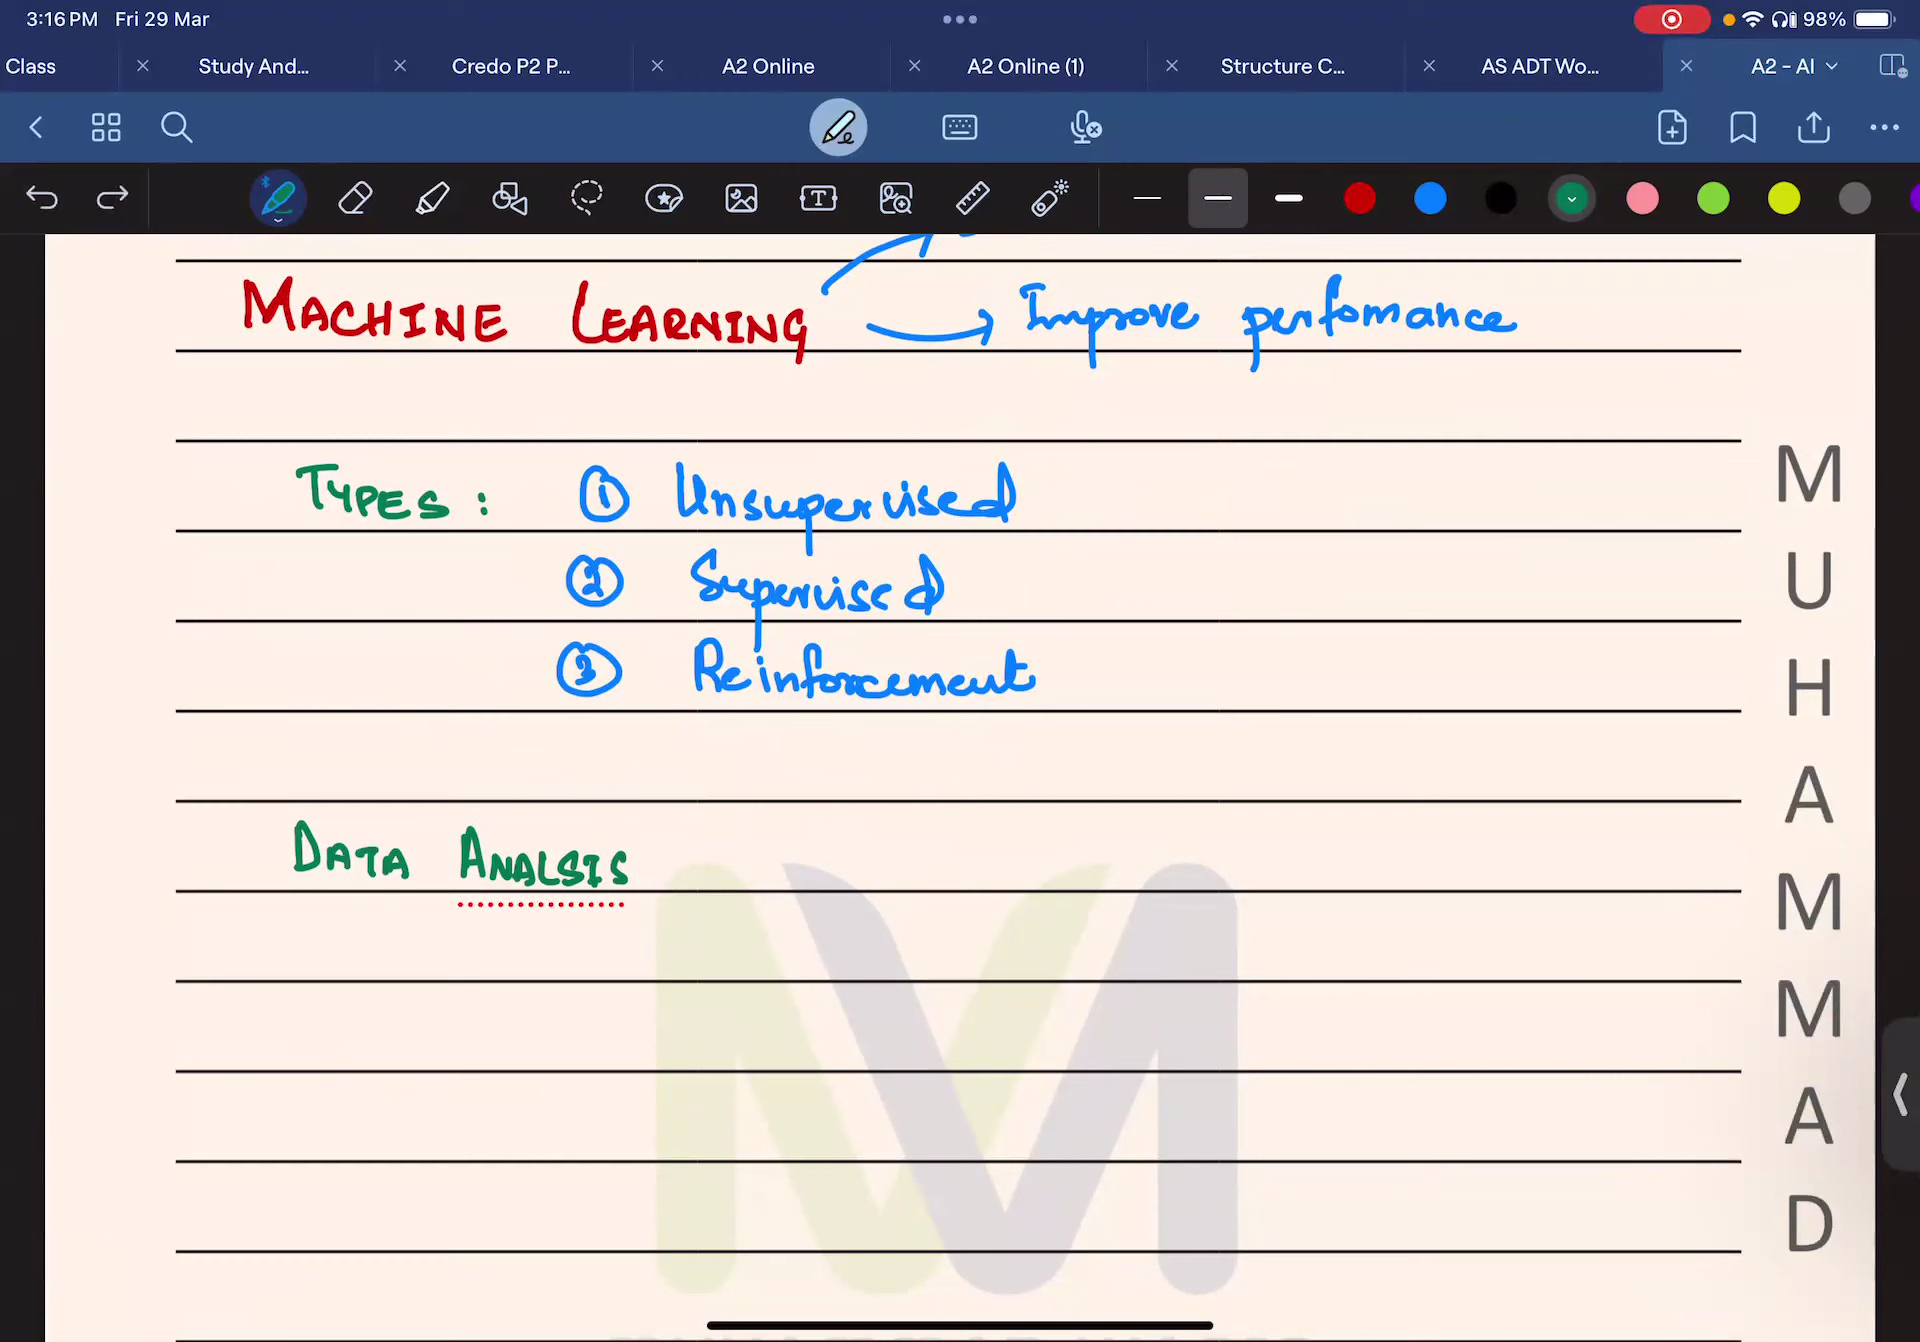 3:16 PM Fri 29 Mar 98%
Class Study And... Credo P2 P... A2 Online A2 Online (1) Structure C... AS ADT Wo... A2 - AI
MACHINE LEARNING → Improve perfomance
TYPES : ① Unsupervised
② Supervised
③ Reinforcement
DATA ANALSIS
MUHAMMAD